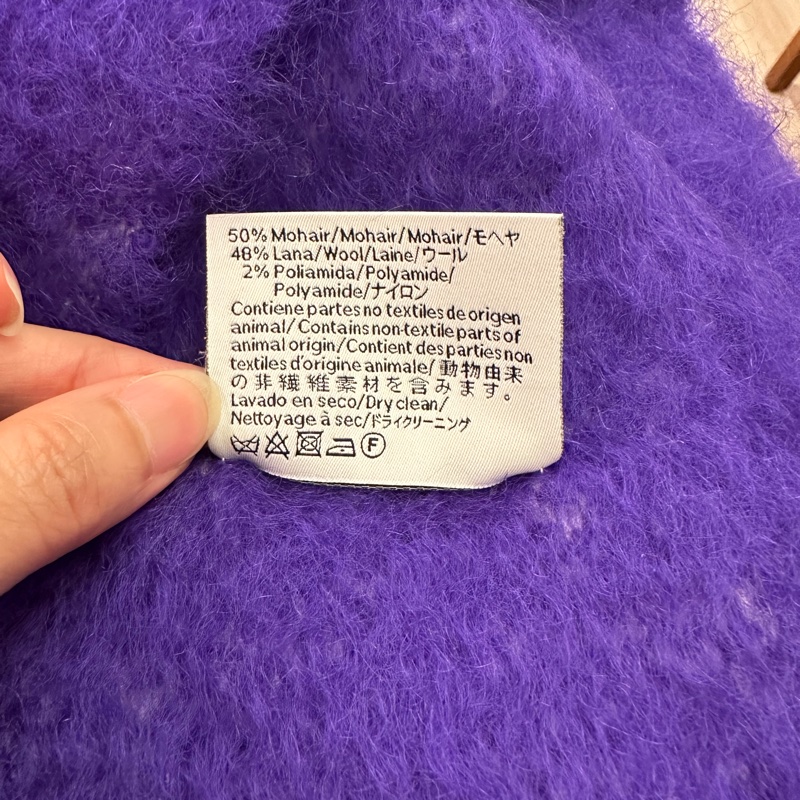 50% Mohair/Mohair/Mohair/モヘヤ
48% Lana/Wool/Laine/ウール
2% Poliamida/Polyamide/
Polyamide/ナイロン
Contiene partes no textiles de origen
animal/Contains non-textile parts of
animal origin/Contient des parties non
textiles d'origine animale/動物由来
の非繊維素材を含みます。
Lavado en seco/Dry clean/
Nettoyage à sec/ドライクリーニング
F